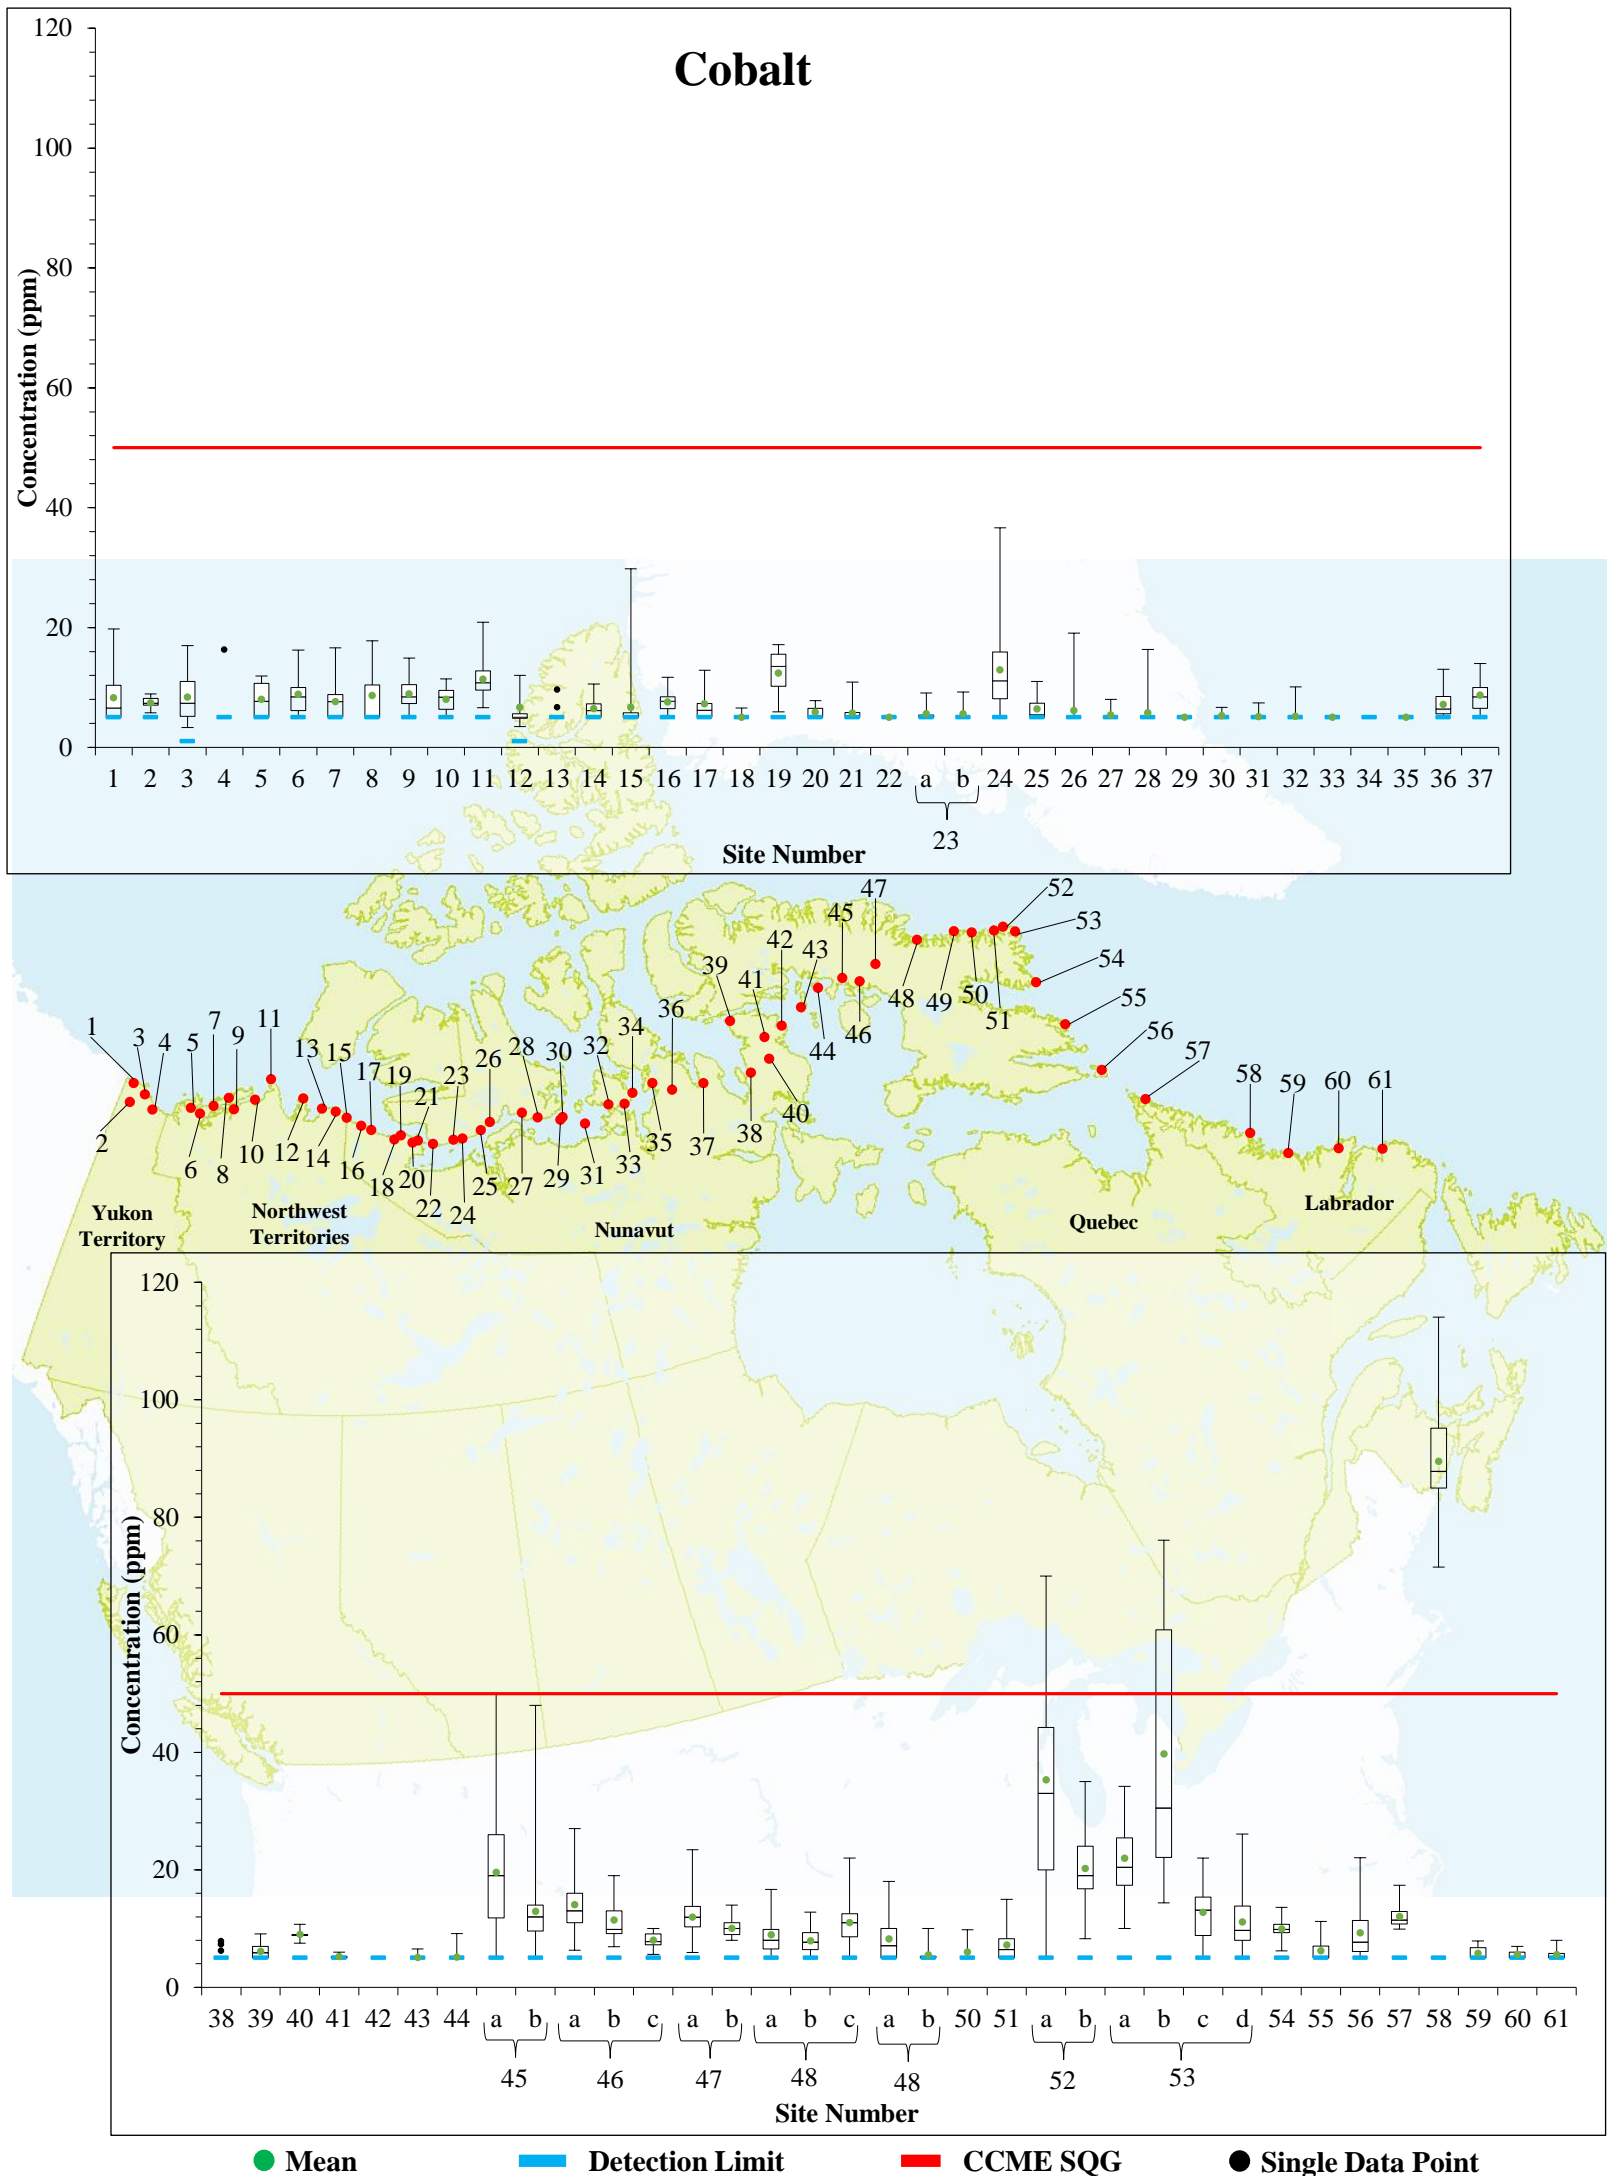 Cobalt
120
100
80
60
40
20
0
Concentration (ppm)
1 2 3 4 5 6 7 8 9 10 11 12 13 14 15 16 17 18 19 20 21 22 a b 24 25 26 27 28 29 30 31 32 33 34 35 36 37
23
Site Number
47 52
45 53
42 43
39 41 54
48 49 50 51
36 46 44 55
34
11 28 30 32 56
1 3 4 5 7 9 13 15 17 19 21 23 26 57
40
2 6 8 10 12 14 16 18 20 22 24 25 27 29 31 33 35 37 38 58 59 60 61
Yukon
Territory
Northwest
Territories
Nunavut
Quebec
Labrador
120
100
80
60
40
20
0
Concentration (ppm)
38 39 40 41 42 43 44 a b a b c a b a b c a b 50 51 a b a b c d 54 55 56 57 58 59 60 61
45 46 47 48 48 52 53
Site Number
Mean Detection Limit CCME SQG Single Data Point